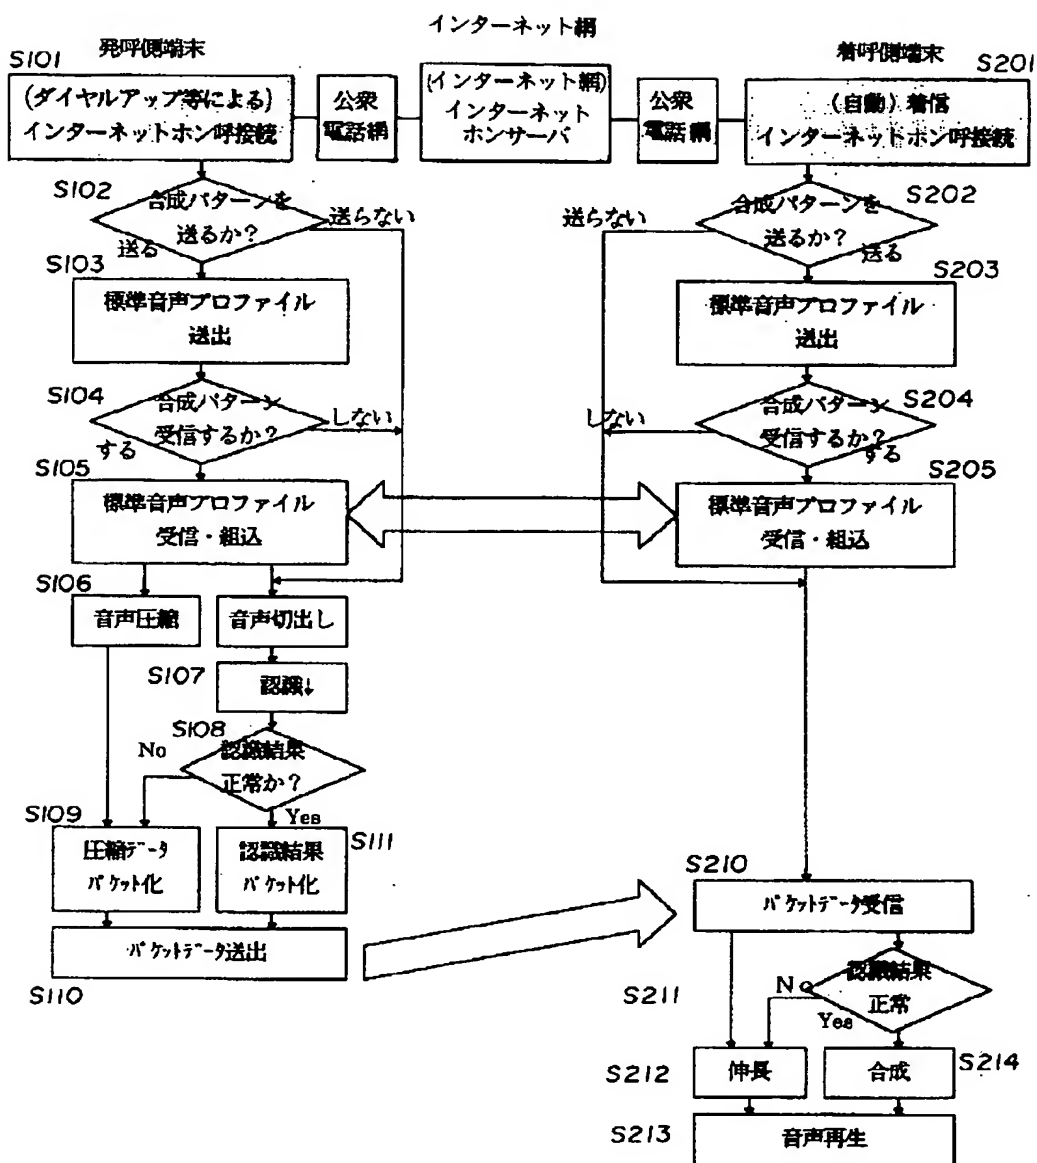 インターネット網
発呼側端末
着呼側端末
S101
S201
(ダイヤルアップ等による)
インターネットホン呼接続
公衆
電話網
(インターネット網)
インターネット
ホンサーバ
公衆
電話網
(自動)着信
インターネットホン呼接続
S102
合成パターンを
送るか?
送らない
送る
S202
合成パターンを
送るか?
送らない
送る
S103
標準音声プロファイル
送出
S203
標準音声プロファイル
送出
S104
合成パターン
受信するか?
しない
する
S204
合成パターン
受信するか?
しない
する
S105
標準音声プロファイル
受信・組込
S205
標準音声プロファイル
受信・組込
S106
音声圧縮
音声切出し
S107
認識↓
S108
認識結果
正常か?
No
Yes
S109
圧縮データ
パケット化
認識結果
パケット化
S111
パケットデータ送出
S110
S210
パケットデータ受信
S211
認識結果
正常
No
Yes
S212
伸長
合成
S214
S213
音声再生